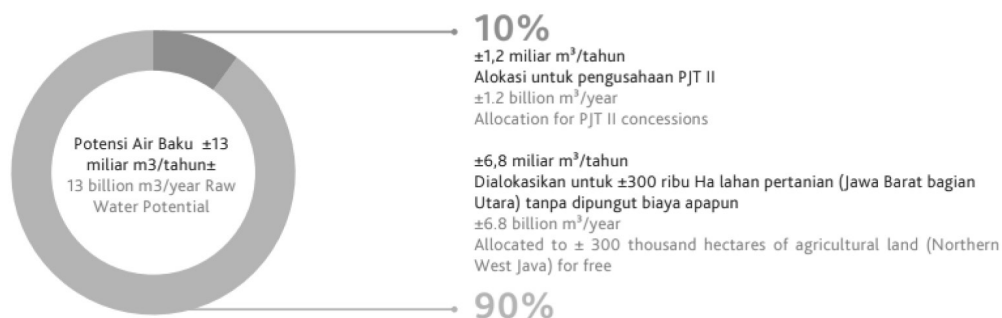 Potensi Air Baku ±13
miliar m3/tahun±
13 billion m3/year Raw
Water Potential
10%
±1,2 miliar m³/tahun
Alokasi untuk pengusahaan PJT II
±1.2 billion m³/year
Allocation for PJT II concessions
±6,8 miliar m³/tahun
Dialokasikan untuk ±300 ribu Ha lahan pertanian (Jawa Barat bagian
Utara) tanpa dipungut biaya apapun
±6.8 billion m³/year
Allocated to ± 300 thousand hectares of agricultural land (Northern
West Java) for free
90%